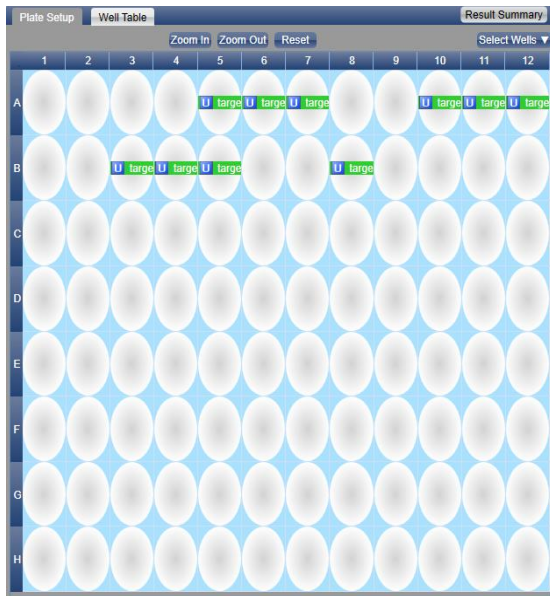 Plate Setup Well Table Result Summary
Zoom In Zoom Out Reset Select Wells ▼
1 2 3 4 5 6 7 8 9 10 11 12
A U targe U targe U targe U targe U targe U targe
B U targe U targe U targe U targe
C
D
E
F
G
H